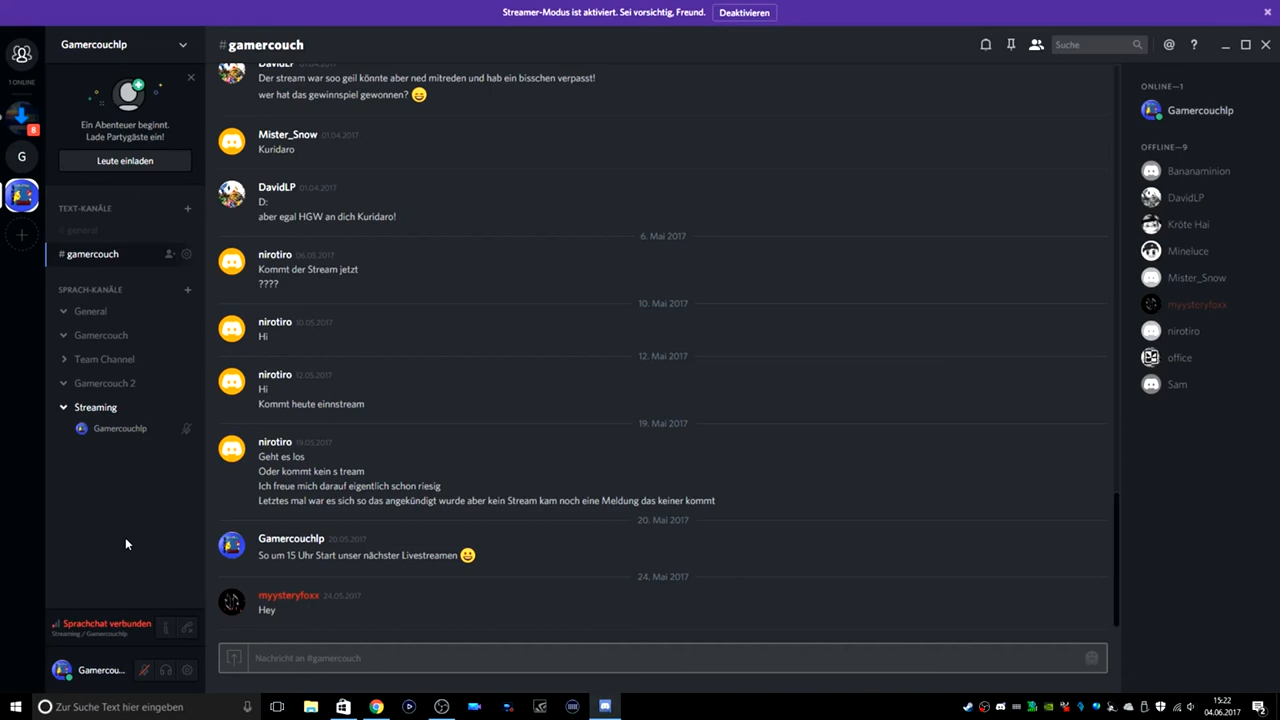 Streamer-Modus ist aktiviert. Sei vorsichtig, Freund. Deaktivieren
Gamercouchlp
1 ONLINE
8
G
Ein Abenteuer beginnt.
Lade Partygäste ein!
Leute einladen
TEXT-KANÄLE
# general
# gamercouch
SPRACH-KANÄLE
General
Gamercouch
Team Channel
Gamercouch 2
Streaming
Gamercouchlp
Sprachchat verbunden
Streaming / Gamercouchlp
Gamercou...
# gamercouch
Suche
DavidLP 01.04.2017
Der stream war soo geil könnte aber ned mitreden und hab ein bisschen verpasst!
wer hat das gewinnspiel gewonnen? 😄
Mister_Snow 01.04.2017
Kuridaro
DavidLP 01.04.2017
D:
aber egal HGW an dich Kuridaro!
6. Mai 2017
nirotiro 06.05.2017
Kommt der Stream jetzt
????
10. Mai 2017
nirotiro 10.05.2017
Hi
12. Mai 2017
nirotiro 12.05.2017
Hi
Kommt heute einnstream
19. Mai 2017
nirotiro 19.05.2017
Geht es los
Oder kommt kein s tream
Ich freue mich darauf eigentlich schon riesig
Letztes mal war es sich so das angekündigt wurde aber kein Stream kam noch eine Meldung das keiner kommt
20. Mai 2017
Gamercouchlp 20.05.2017
So um 15 Uhr Start unser nächster Livestreamen 😀
24. Mai 2017
myysteryfoxx 24.05.2017
Hey
Nachricht an #gamercouch
ONLINE—1
Gamercouchlp
OFFLINE—9
Bananaminion
DavidLP
Kröte Hai
Mineluce
Mister_Snow
myysteryfoxx
nirotiro
office
Sam
Zur Suche Text hier eingeben
15:22
04.06.2017